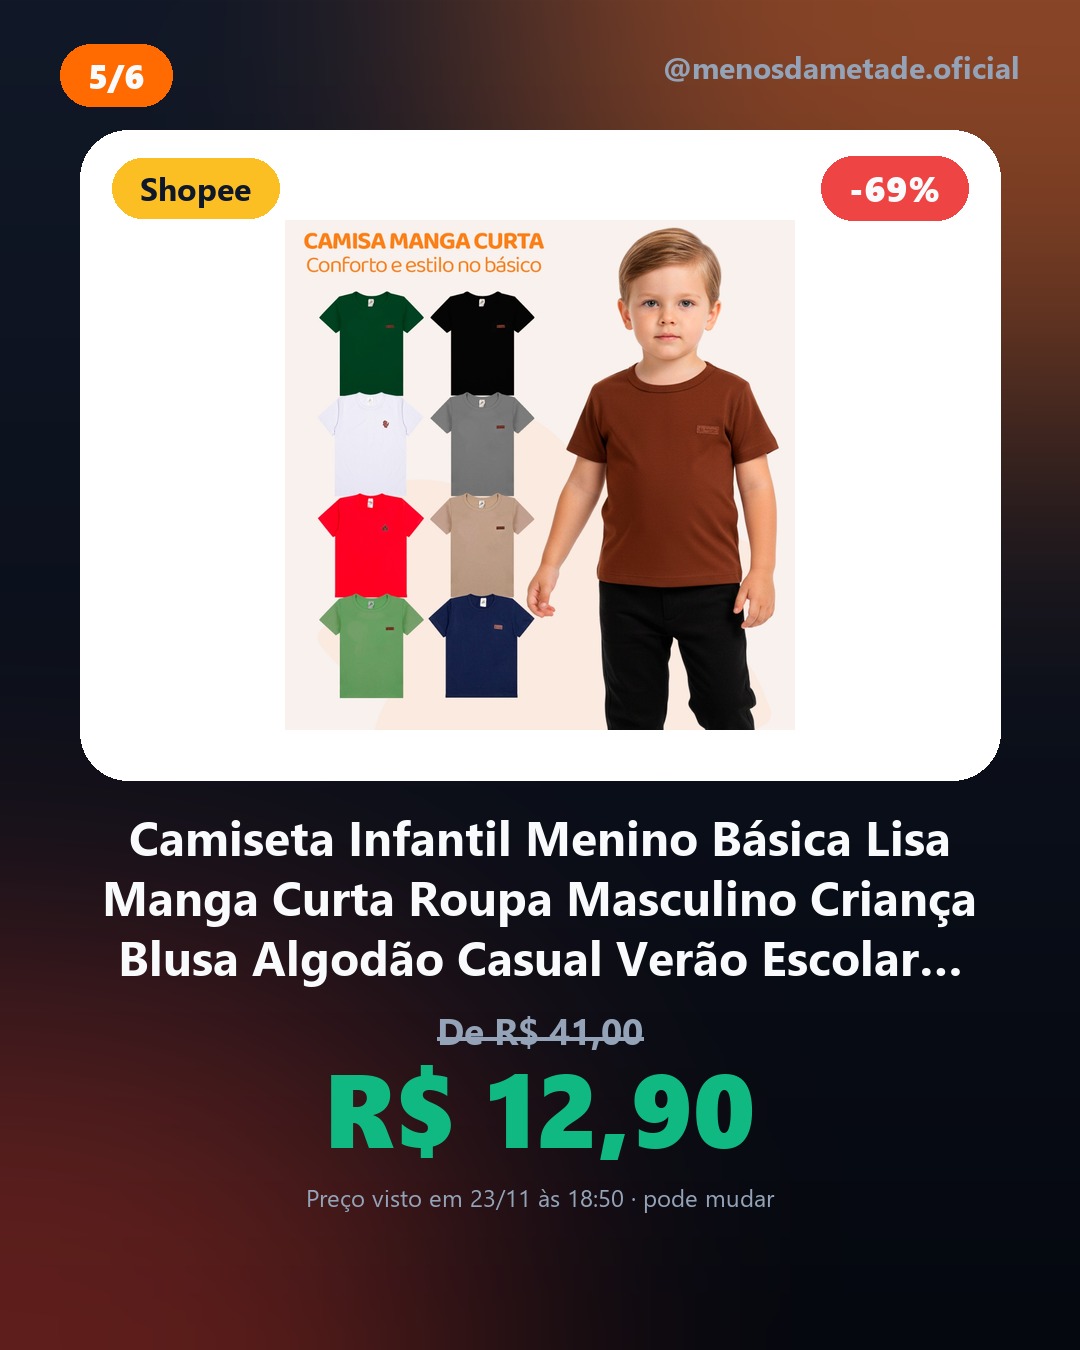 5/6
@menosdametade.oficial
Shopee
-69%
CAMISA MANGA CURTA
Conforto e estilo no básico
Camiseta Infantil Menino Básica Lisa
Manga Curta Roupa Masculino Criança
Blusa Algodão Casual Verão Escolar...
De R$ 41,00
R$ 12,90
Preço visto em 23/11 às 18:50 · pode mudar